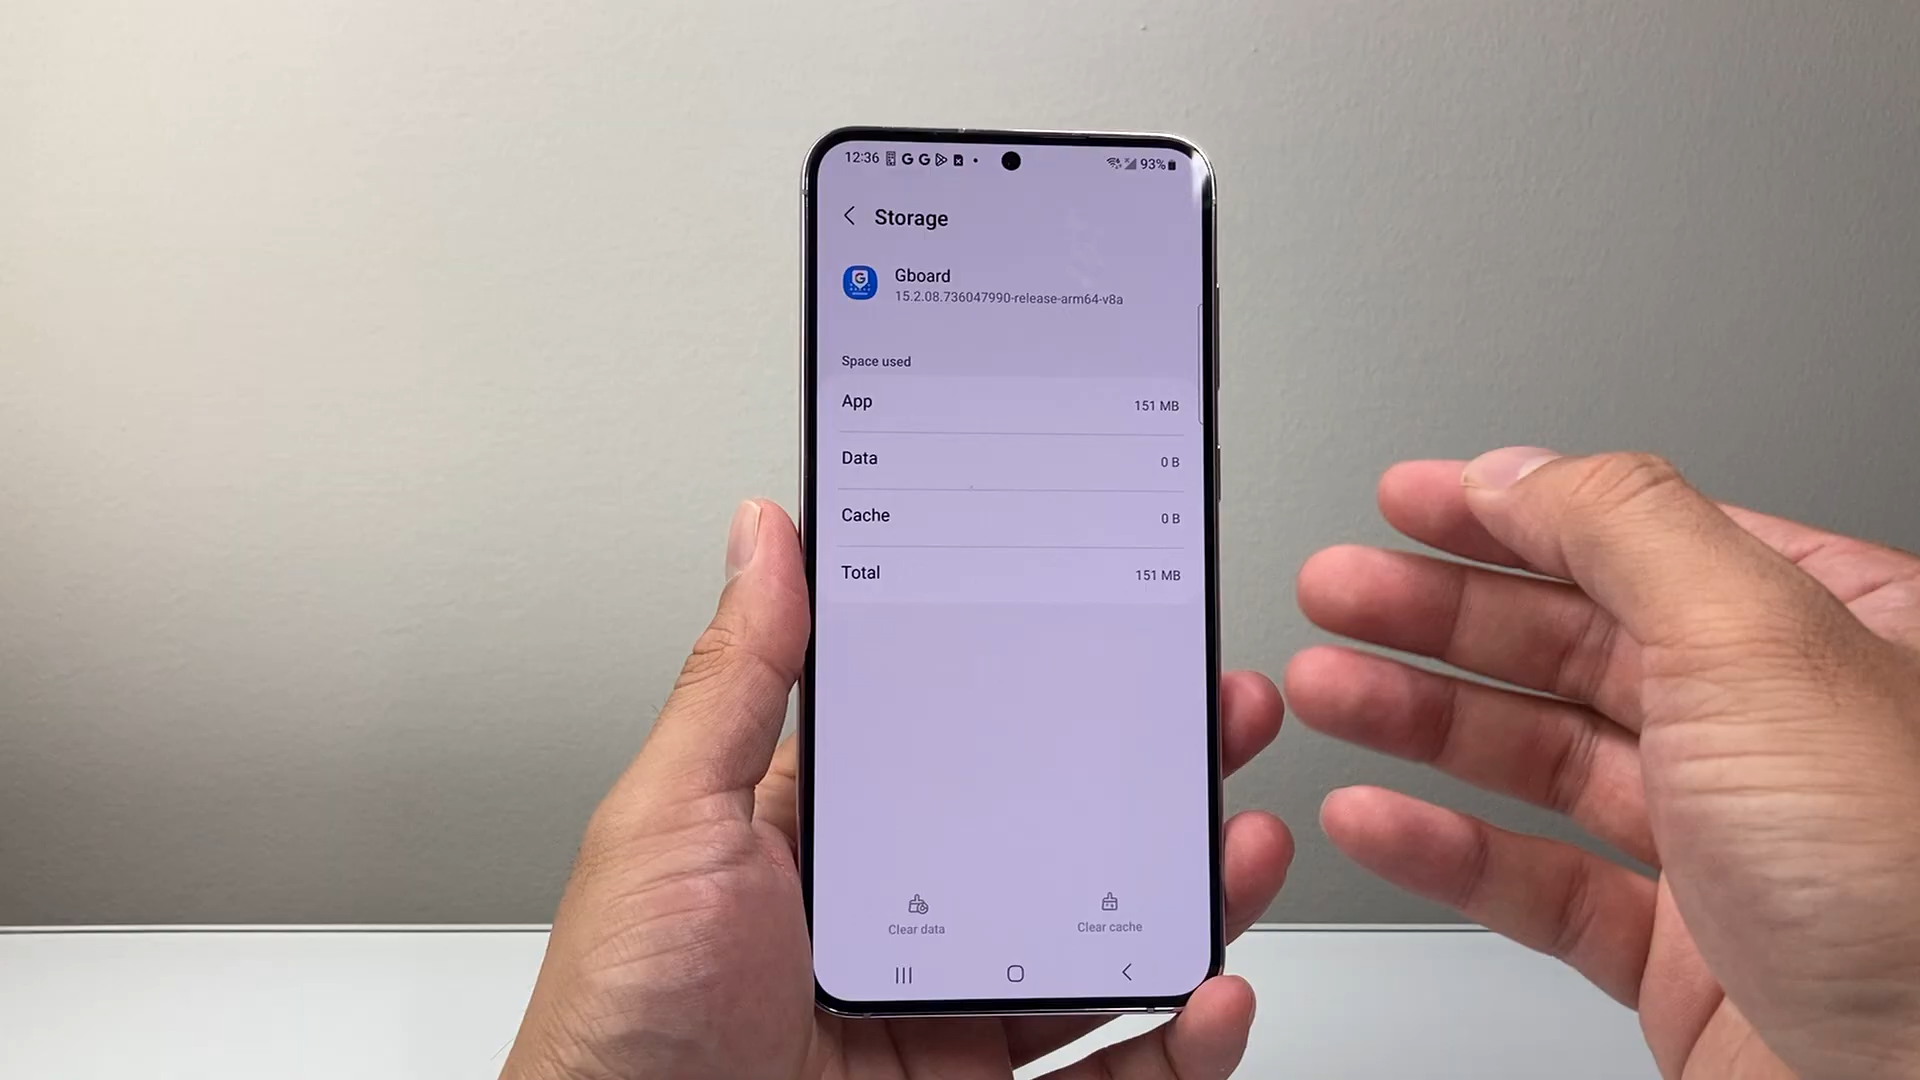 12:36 G G 93%
Storage
Gboard
15.2.08.736047990-release-arm64-v8a
Space used
App 151 MB
Data 0 B
Cache 0 B
Total 151 MB
Clear data Clear cache